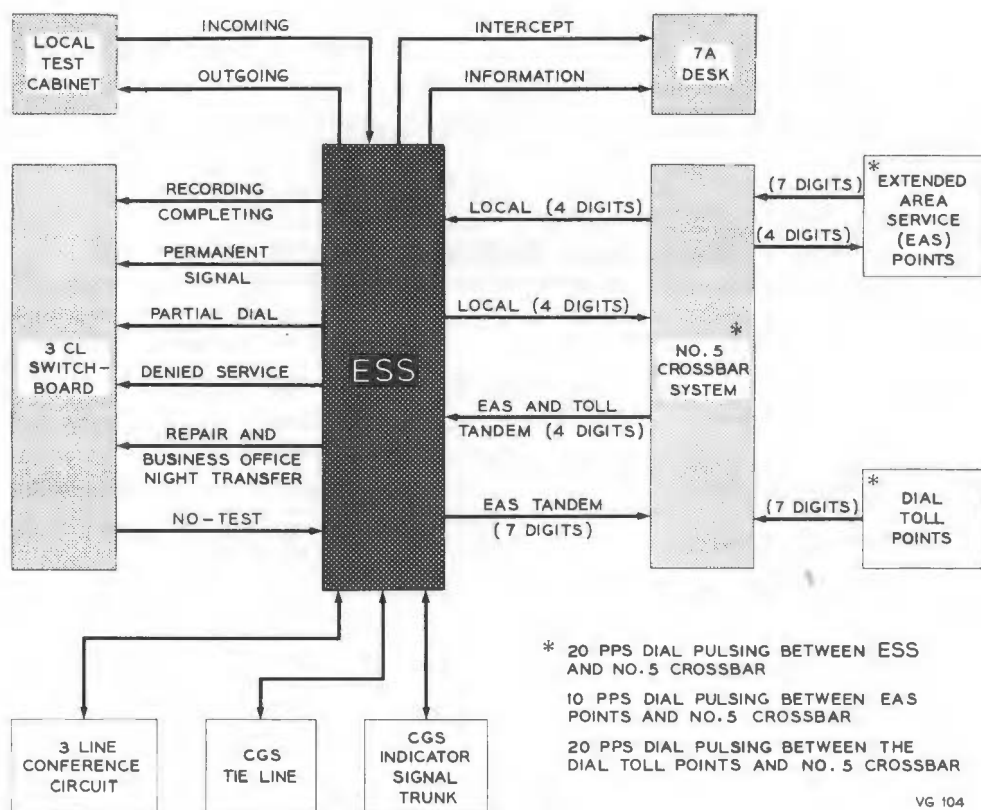 INCOMING
LOCAL
TEST
CABINET
OUTGOING
INTERCEPT
7A
DESK
INFORMATION
RECORDING
COMPLETING
PERMANENT
SIGNAL
PARTIAL DIAL
3 CL
SWITCH-
BOARD
DENIED SERVICE
REPAIR AND
BUSINESS OFFICE
NIGHT TRANSFER
NO-TEST
ESS
LOCAL (4 DIGITS)
LOCAL (4 DIGITS)
EAS AND TOLL
TANDEM (4 DIGITS)
EAS TANDEM
(7 DIGITS)
*
NO. 5
CROSSBAR
SYSTEM
(7 DIGITS)
(4 DIGITS)
* EXTENDED
AREA
SERVICE
(EAS)
POINTS
(7 DIGITS)
*
DIAL
TOLL
POINTS
3 LINE
CONFERENCE
CIRCUIT
CGS
TIE LINE
CGS
INDICATOR
SIGNAL
TRUNK
* 20 PPS DIAL PULSING BETWEEN ESS
AND NO. 5 CROSSBAR
10 PPS DIAL PULSING BETWEEN EAS
POINTS AND NO. 5 CROSSBAR
20 PPS DIAL PULSING BETWEEN THE
DIAL TOLL POINTS AND NO. 5 CROSSBAR
VG 104